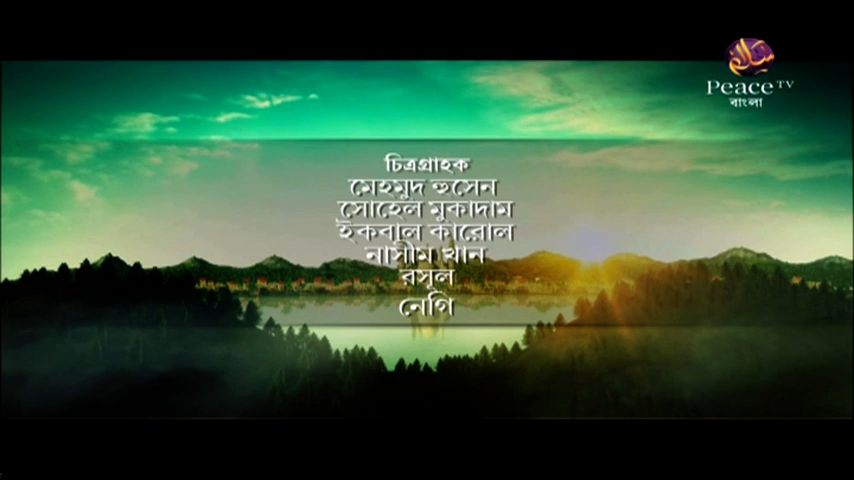 Peace TV
বাংলা
চিত্রগ্রাহক
মেহমুদ হুসেন
সোহেল মুকাদাম
ইকবাল কারোল
নাসীম খান
রসূল
নেগি